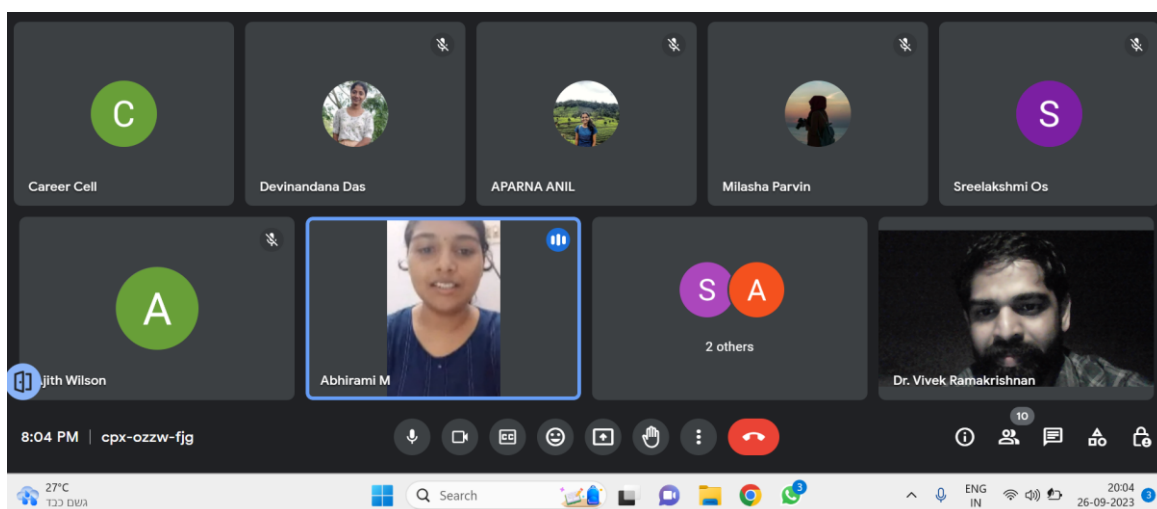 C
Career Cell
Devinandana Das
APARNA ANIL
Milasha Parvin
S
Sreelakshmi Os
A
jith Wilson
Abhirami M
S A
2 others
Dr. Vivek Ramakrishnan
8:04 PM | cpx-ozzw-fjg
CC
10
27°C
גשם כבד
Search
3
ENG
IN
20:04
26-09-2023
3